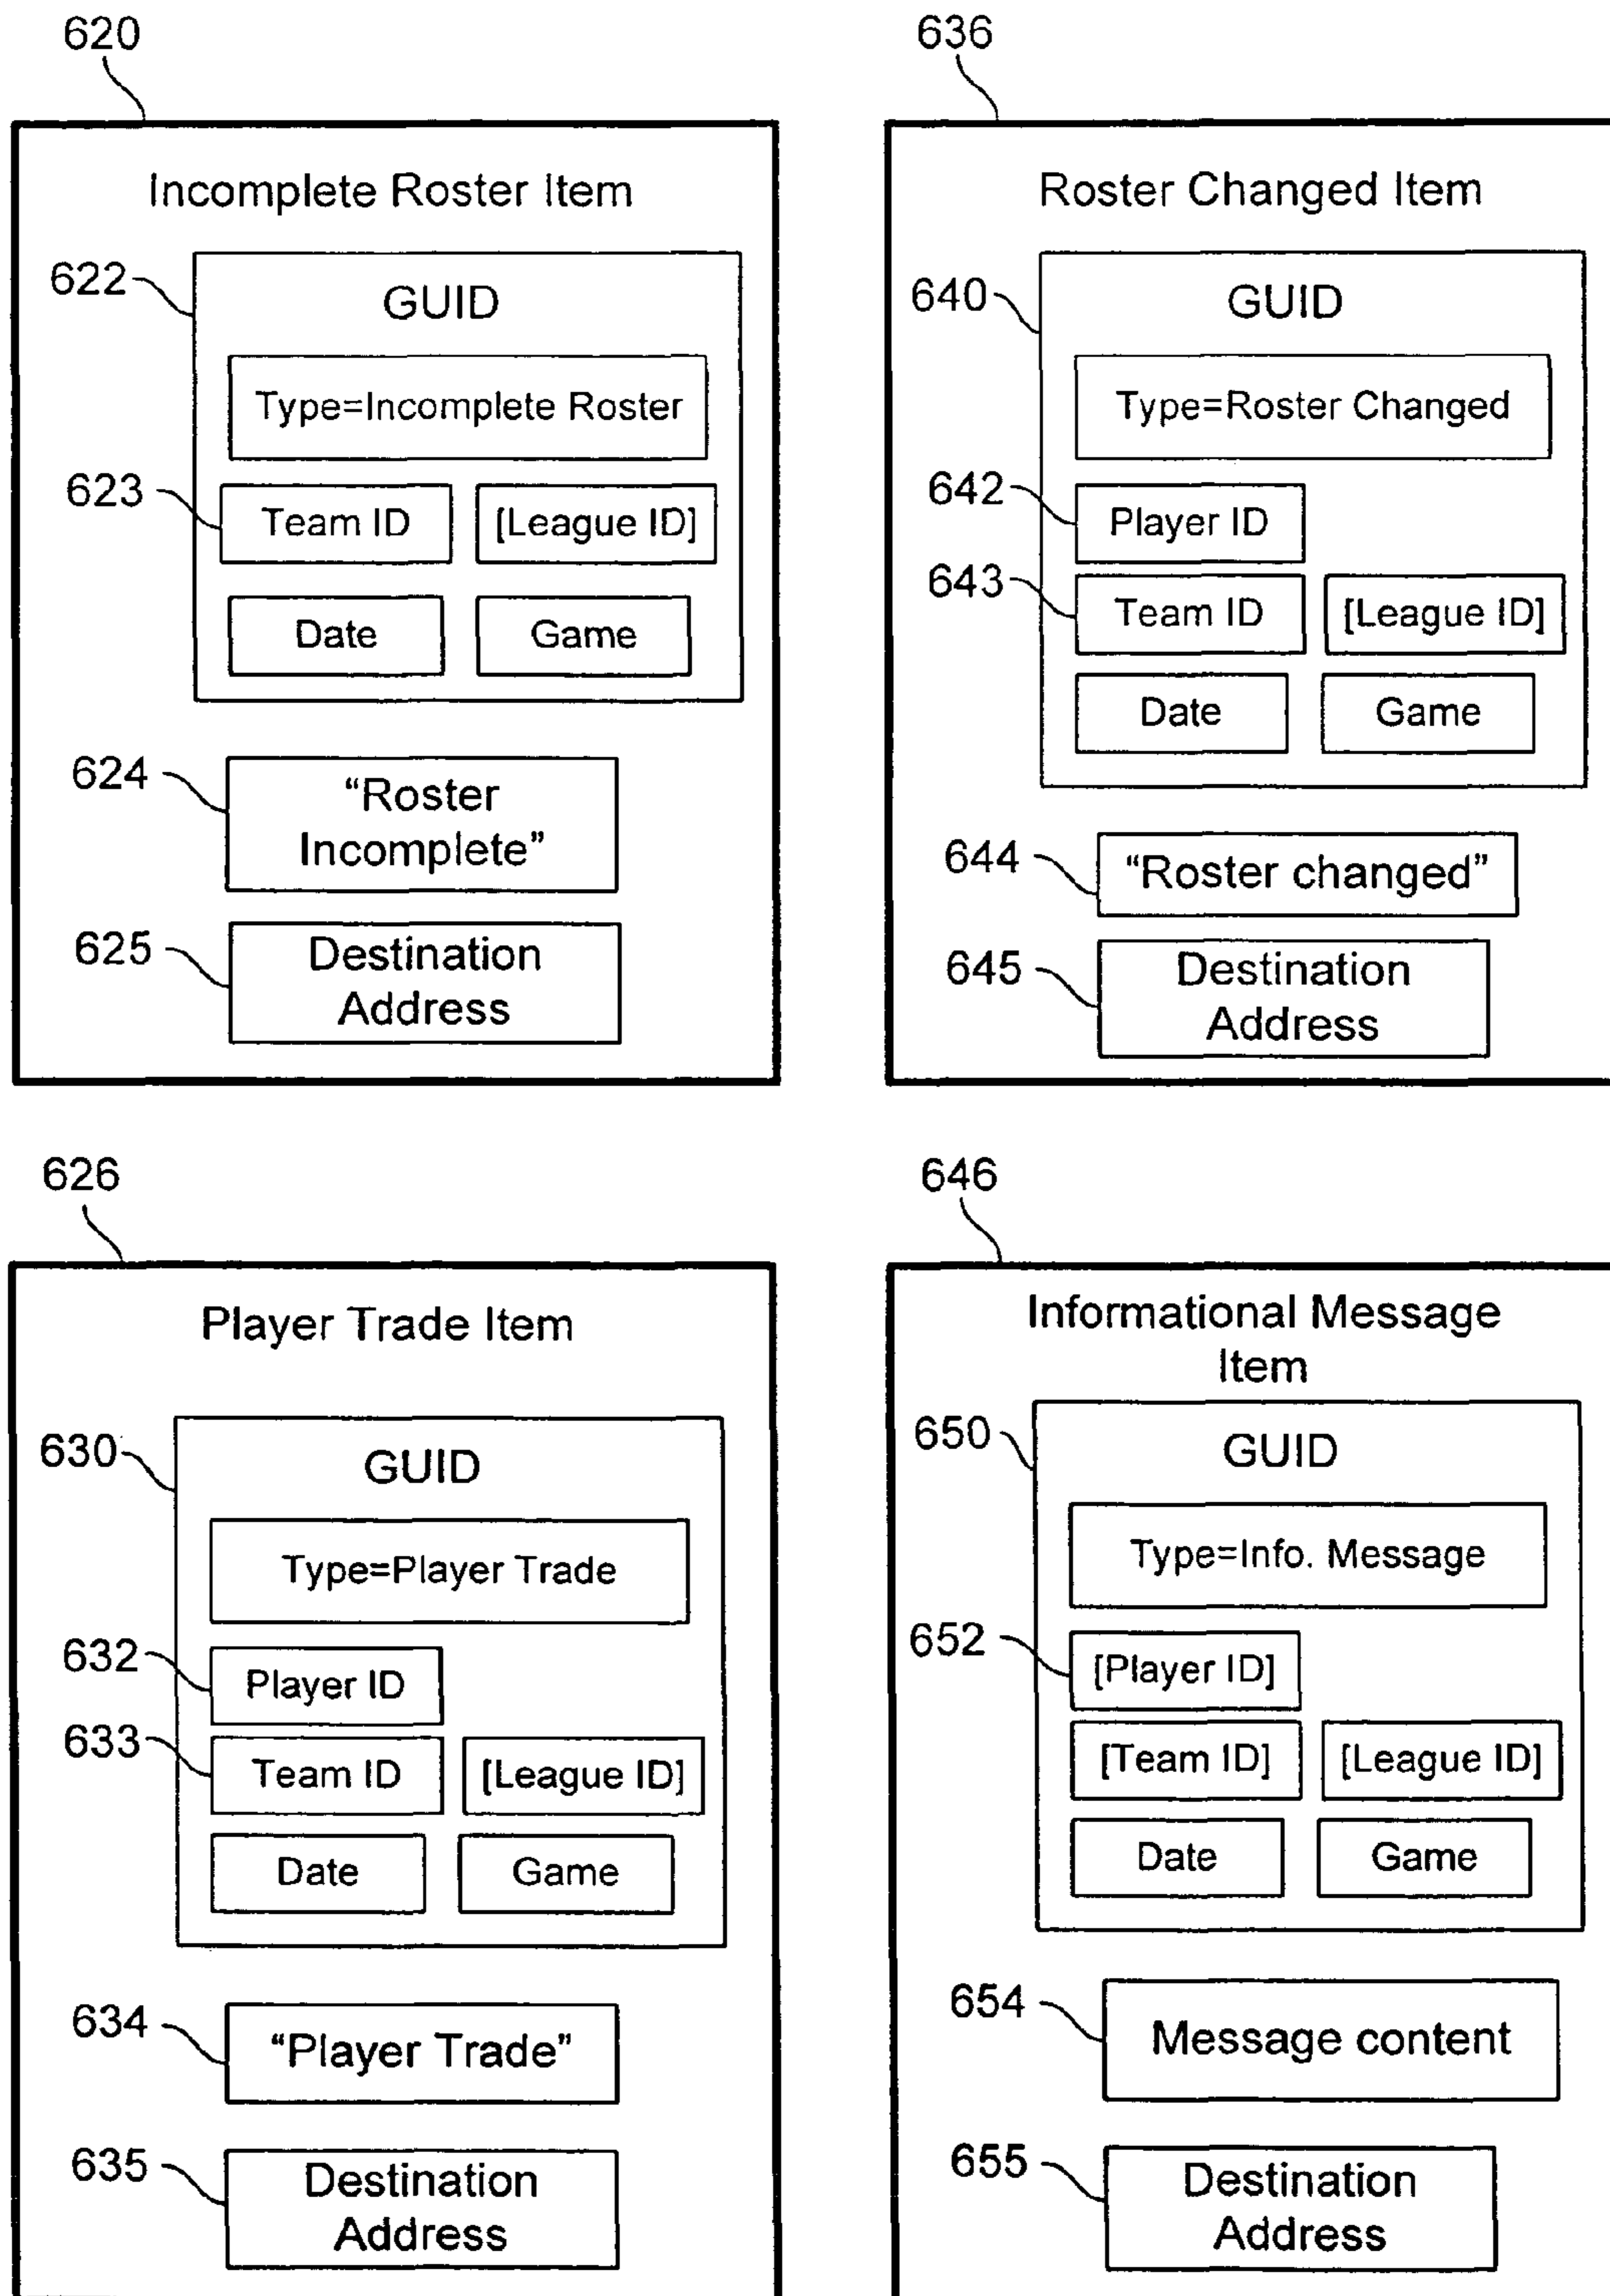 620
Incomplete Roster Item
622
GUID
Type=Incomplete Roster
623
Team ID
[League ID]
Date
Game
624
“Roster
Incomplete”
625
Destination
Address
636
Roster Changed Item
640
GUID
Type=Roster Changed
642
Player ID
643
Team ID
[League ID]
Date
Game
644
“Roster changed”
645
Destination
Address
626
Player Trade Item
630
GUID
Type=Player Trade
632
Player ID
633
Team ID
[League ID]
Date
Game
634
“Player Trade”
635
Destination
Address
646
Informational Message
Item
650
GUID
Type=Info. Message
652
[Player ID]
[Team ID]
[League ID]
Date
Game
654
Message content
655
Destination
Address